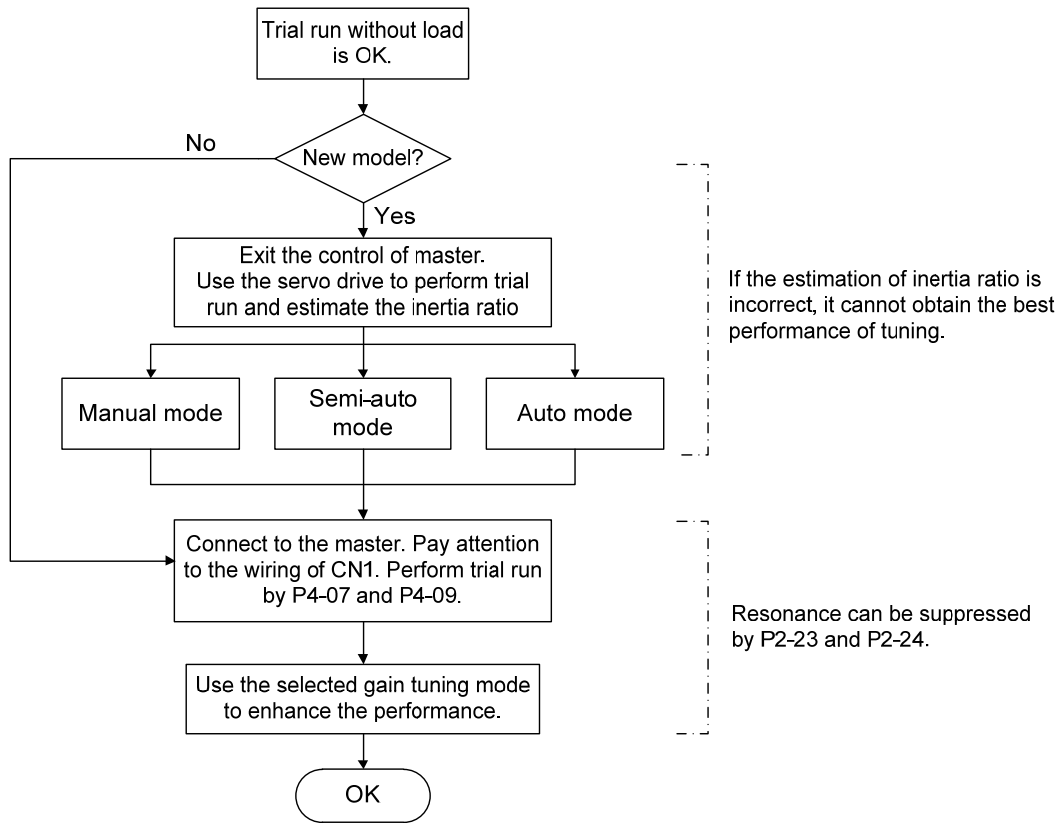 Trial run without load
is OK.
No
New model?
Yes
Exit the control of master.
Use the servo drive to perform trial
run and estimate the inertia ratio
If the estimation of inertia ratio is
incorrect, it cannot obtain the best
performance of tuning.
Manual mode
Semi-auto
mode
Auto mode
Connect to the master. Pay attention
to the wiring of CN1. Perform trial run
by P4-07 and P4-09.
Resonance can be suppressed
by P2-23 and P2-24.
Use the selected gain tuning mode
to enhance the performance.
OK